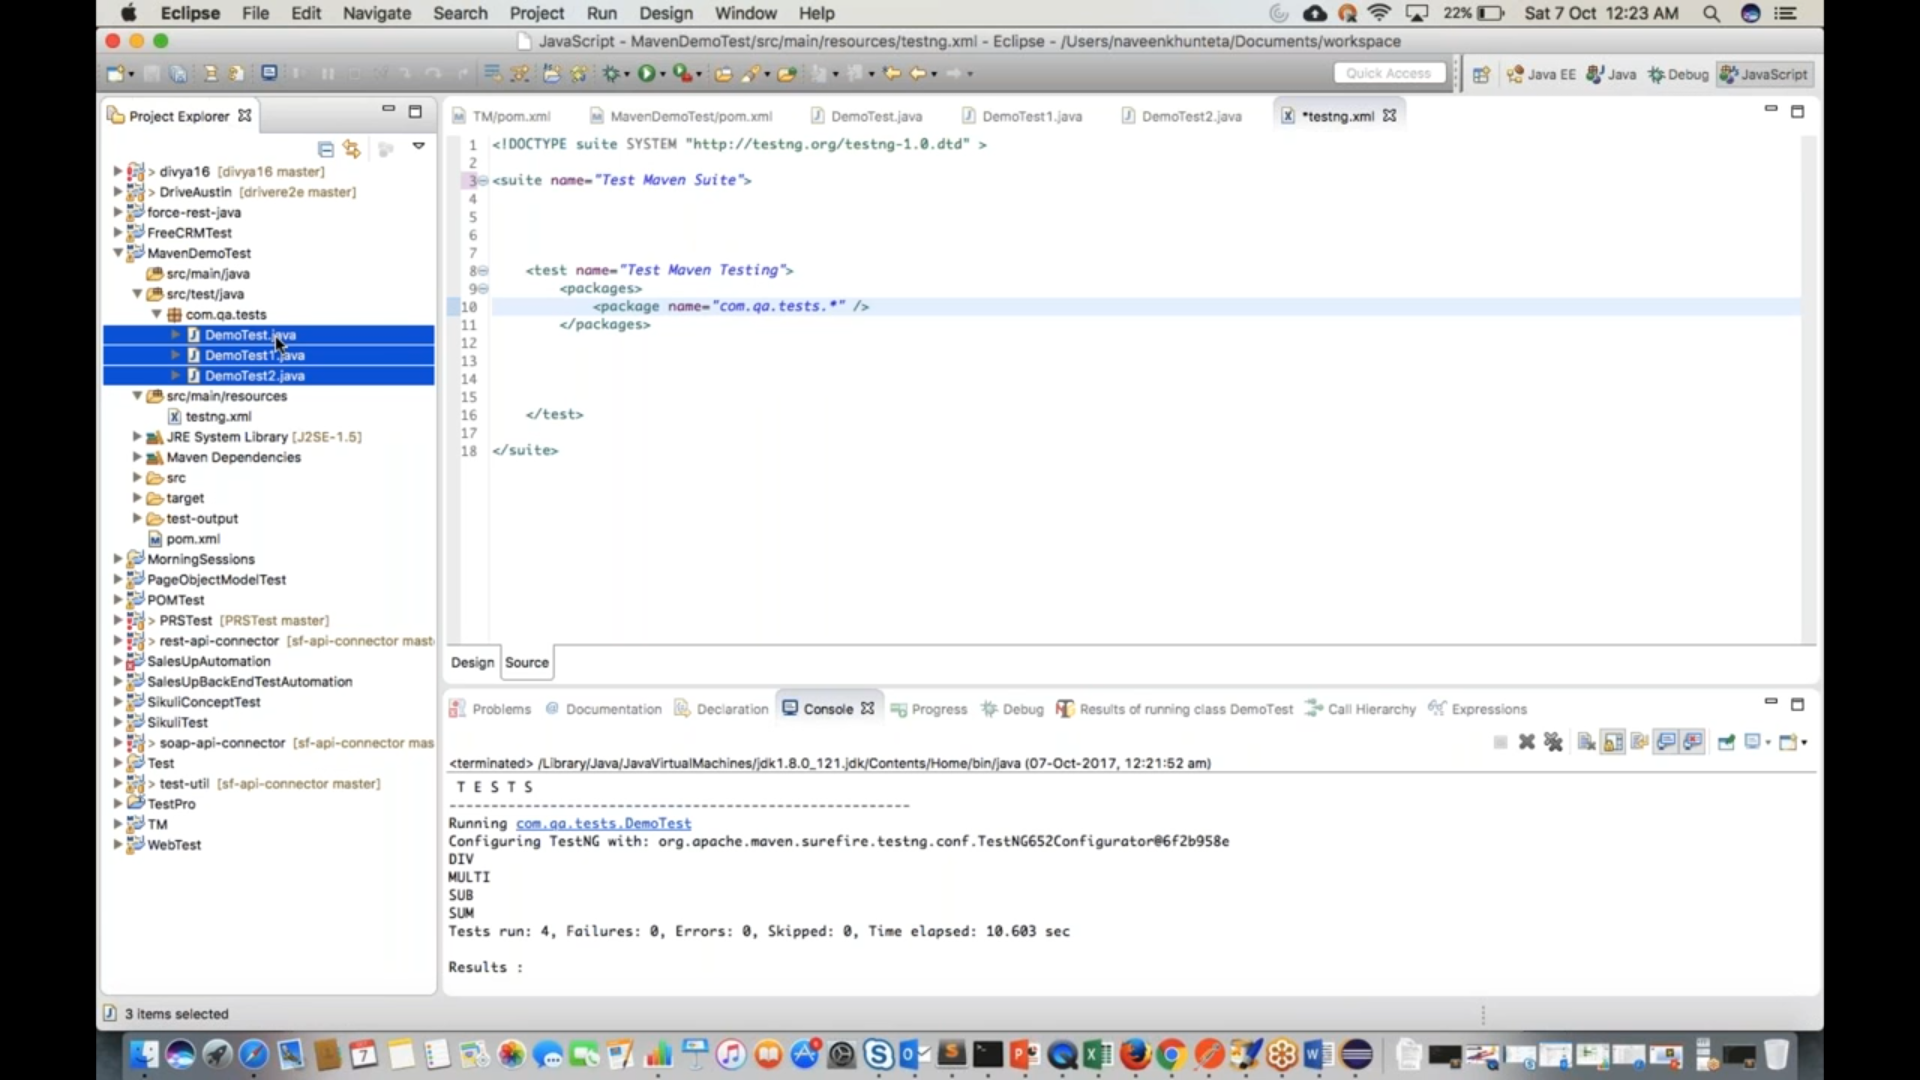 Eclipse File Edit Navigate Search Project Run Design Window Help 22% Sat 7 Oct 12:23 AM
JavaScript - MavenDemoTest/src/main/resources/testng.xml - Eclipse - /Users/naveenkhunteta/Documents/workspace
Quick Access Java EE Java Debug JavaScript
Project Explorer
> divya16 [divya16 master]
> DriveAustin [drivere2e master]
force-rest-java
FreeCRMTest
MavenDemoTest
src/main/java
src/test/java
com.qa.tests
DemoTest.java
DemoTest1.java
DemoTest2.java
src/main/resources
testng.xml
JRE System Library [J2SE-1.5]
Maven Dependencies
src
target
test-output
pom.xml
MorningSessions
PageObjectModelTest
POMTest
> PRSTest [PRSTest master]
> rest-api-connector [sf-api-connector mast
SalesUpAutomation
SalesUpBackEndTestAutomation
SikuliConceptTest
SikuliTest
> soap-api-connector [sf-api-connector mas
Test
> test-util [sf-api-connector master]
TestPro
TM
WebTest
TM/pom.xml MavenDemoTest/pom.xml DemoTest.java DemoTest1.java DemoTest2.java *testng.xml
1 <!DOCTYPE suite SYSTEM "http://testng.org/testng-1.0.dtd" >
2
3 <suite name="Test Maven Suite">
4
5
6
7
8 <test name="Test Maven Testing">
9 <packages>
10 <package name="com.qa.tests.*" />
11 </packages>
12
13
14
15
16 </test>
17
18 </suite>
Design Source
Problems Documentation Declaration Console Progress Debug Results of running class DemoTest Call Hierarchy Expressions
<terminated> /Library/Java/JavaVirtualMachines/jdk1.8.0_121.jdk/Contents/Home/bin/java (07-Oct-2017, 12:21:52 am)
T E S T S
-------------------------------------------------------
Running com.qa.tests.DemoTest
Configuring TestNG with: org.apache.maven.surefire.testng.conf.TestNG652Configurator@6f2b958e
DIV
MULTI
SUB
SUM
Tests run: 4, Failures: 0, Errors: 0, Skipped: 0, Time elapsed: 10.603 sec
Results :
3 items selected
7